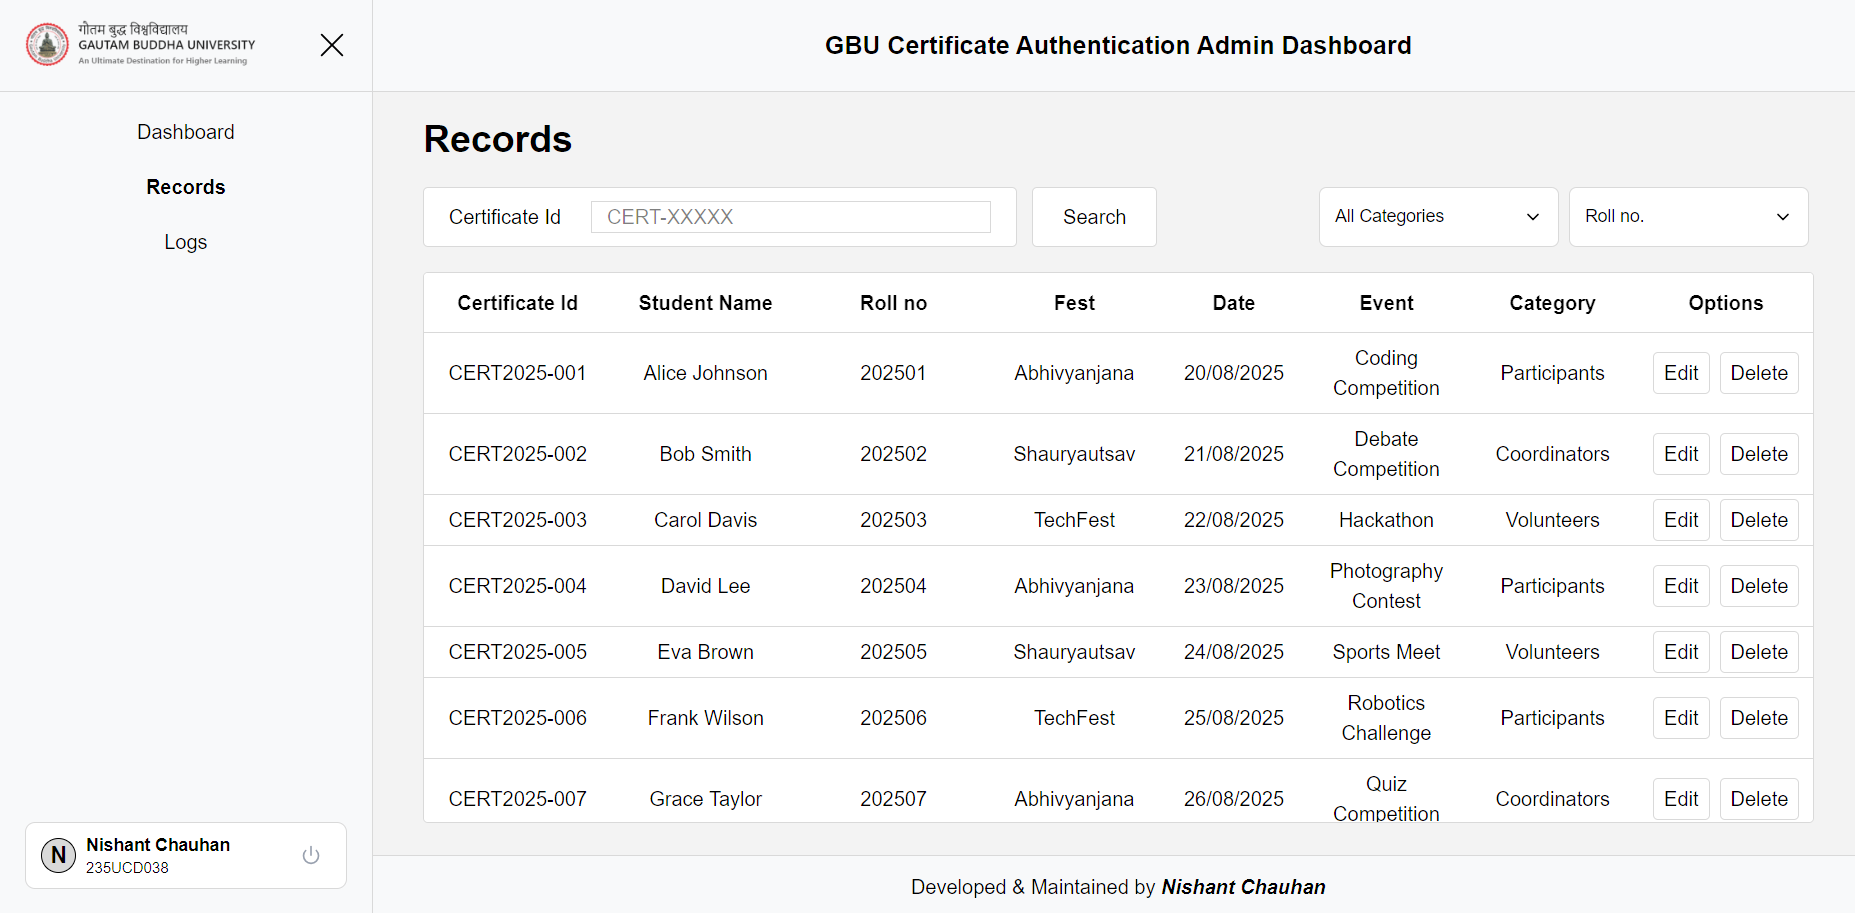 गौतम बुद्ध विश्वविद्यालय
GAUTAM BUDDHA UNIVERSITY
An Ultimate Destination for Higher Learning
GBU Certificate Authentication Admin Dashboard
Dashboard
Records
Logs
Nishant Chauhan
235UCD038
N
Records
Certificate Id CERT-XXXXX Search All Categories Roll no.
Certificate Id Student Name Roll no Fest Date Event Category Options
CERT2025-001 Alice Johnson 202501 Abhivyanjana 20/08/2025 Coding Competition Participants Edit Delete
CERT2025-002 Bob Smith 202502 Shauryautsav 21/08/2025 Debate Competition Coordinators Edit Delete
CERT2025-003 Carol Davis 202503 TechFest 22/08/2025 Hackathon Volunteers Edit Delete
CERT2025-004 David Lee 202504 Abhivyanjana 23/08/2025 Photography Contest Participants Edit Delete
CERT2025-005 Eva Brown 202505 Shauryautsav 24/08/2025 Sports Meet Volunteers Edit Delete
CERT2025-006 Frank Wilson 202506 TechFest 25/08/2025 Robotics Challenge Participants Edit Delete
CERT2025-007 Grace Taylor 202507 Abhivyanjana 26/08/2025 Quiz Competition Coordinators Edit Delete
Developed & Maintained by Nishant Chauhan